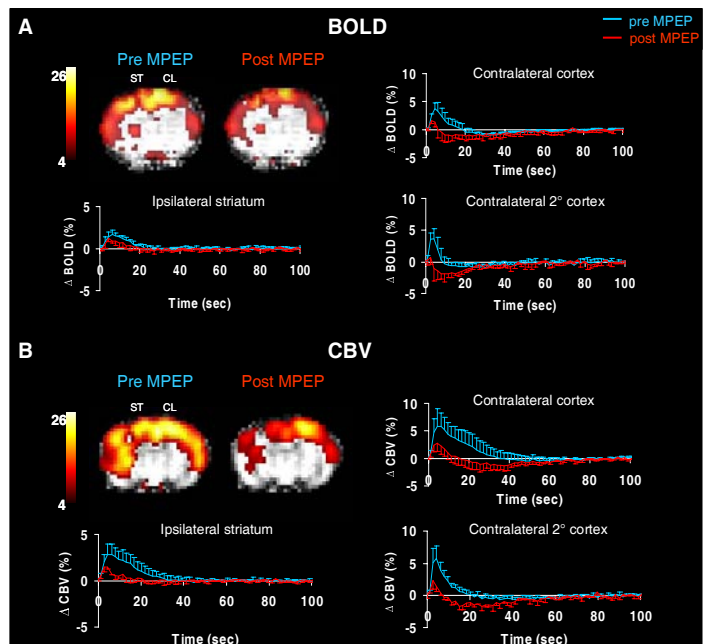 A
BOLD
pre MPEP
post MPEP
Pre MPEP
Post MPEP
ST CL
26
4
Contralateral cortex
Δ BOLD (%)
10
5
0
-5
0 20 40 60 80 100
Time (sec)
Ipsilateral striatum
Δ BOLD (%)
5
0
-5
0 20 40 60 80 100
Time (sec)
Contralateral 2° cortex
Δ BOLD (%)
10
5
0
-5
0 20 40 60 80 100
Time (sec)
B
CBV
Pre MPEP
Post MPEP
ST CL
26
4
Contralateral cortex
Δ CBV (%)
10
5
0
-5
0 20 40 60 80 100
Time (sec)
Ipsilateral striatum
Δ CBV (%)
5
0
-5
0 20 40 60 80 100
Time (sec)
Contralateral 2° cortex
Δ CBV (%)
10
5
0
-5
0 20 40 60 80 100
Time (sec)